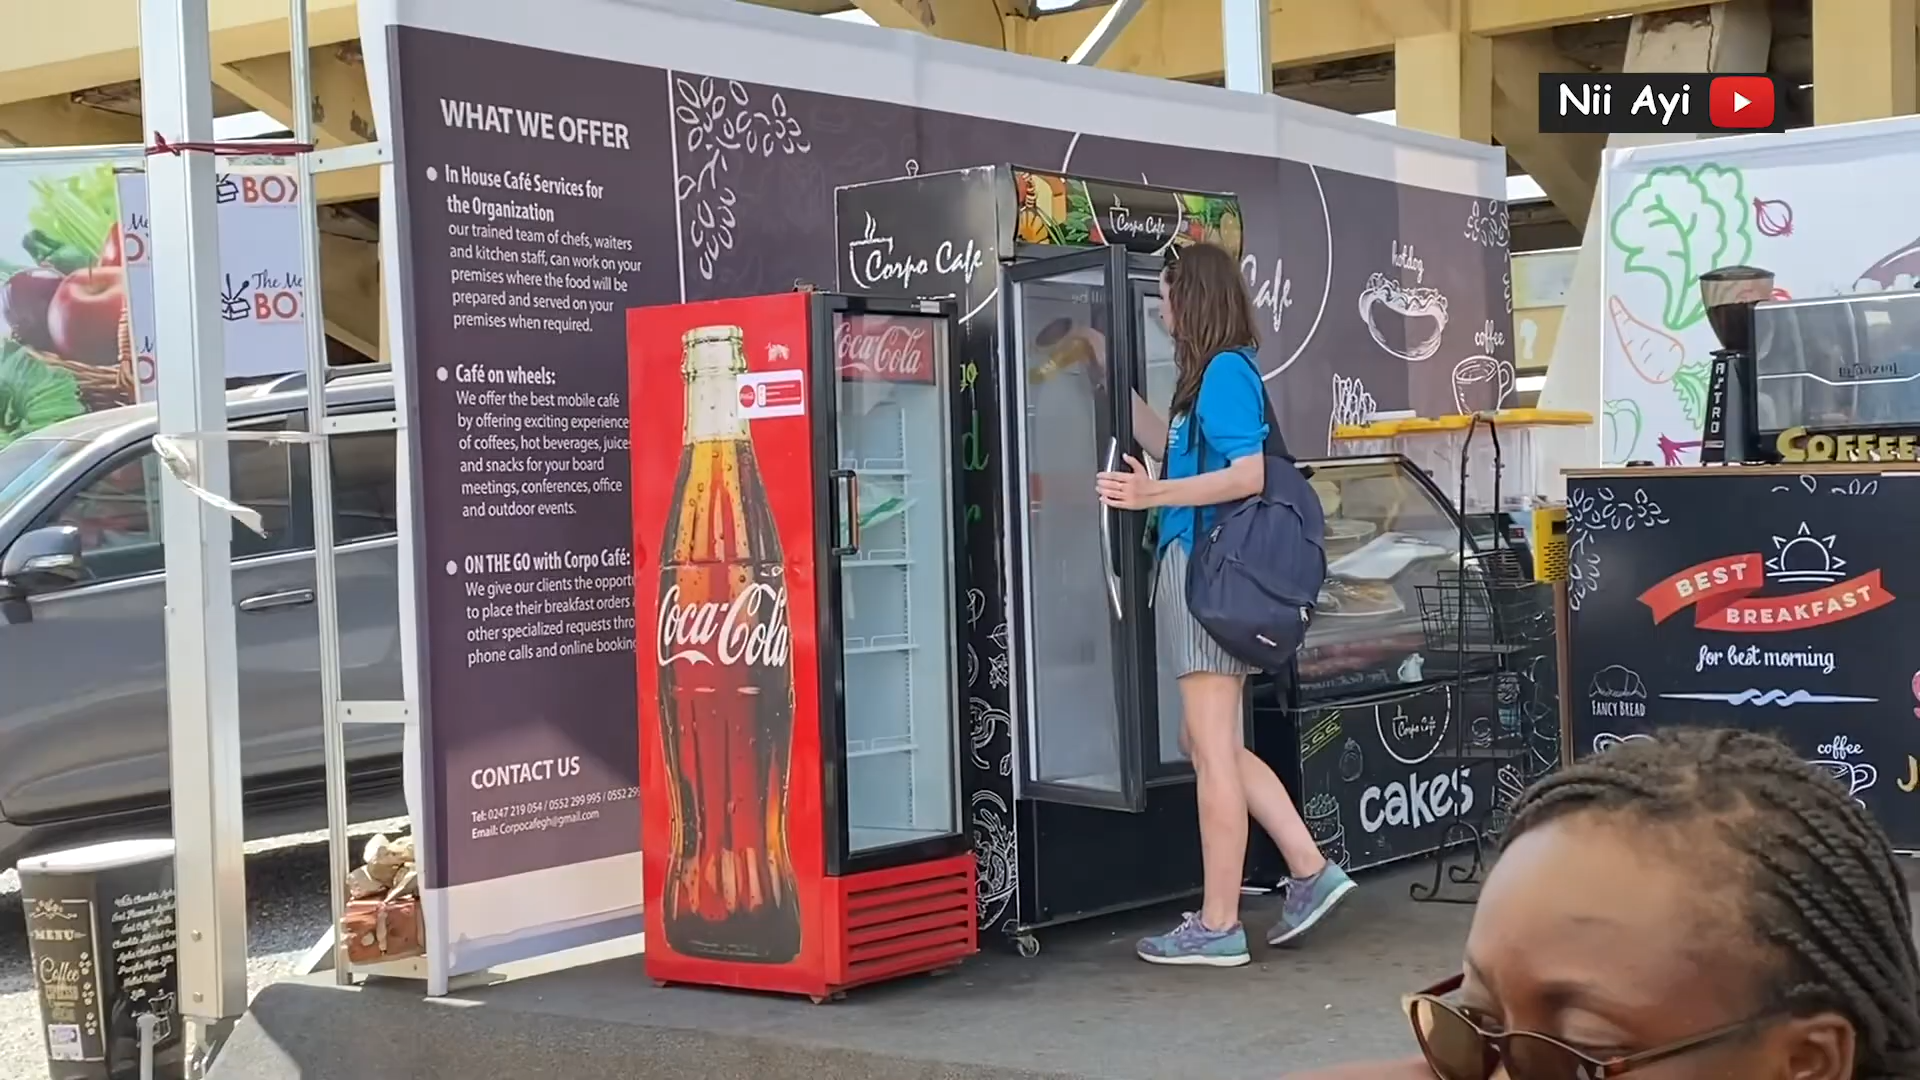 Nii Ayi
WHAT WE OFFER
In House Café Services for
the Organization
our trained team of chefs, waiters
and kitchen staff, can work on your
premises where the food will be
prepared and served on your
premises when required.
Café on wheels:
We offer the best mobile café
by offering exciting experience
of coffees, hot beverages, juice
and snacks for your board
meetings, conferences, office
and outdoor events.
ON THE GO with Corpo Café:
We give our clients the
to place their breakfast orders
other specialized requests
phone calls and online
CONTACT US
Tel: 0247 219 054 / 0552 299 995 / 0552
Email: Corpocafegh@gmail.com
BOX
The
BOX
Corpo Cafe
Corpo Cafe
Cafe
Coca-Cola
Coca-Cola
hotdog
coffee
cakes
Corpo Cafe
COFFEE
BEST
BREAKFAST
for best morning
FANCY BREAD
coffee
MENU
Coffee
ESPRESSO